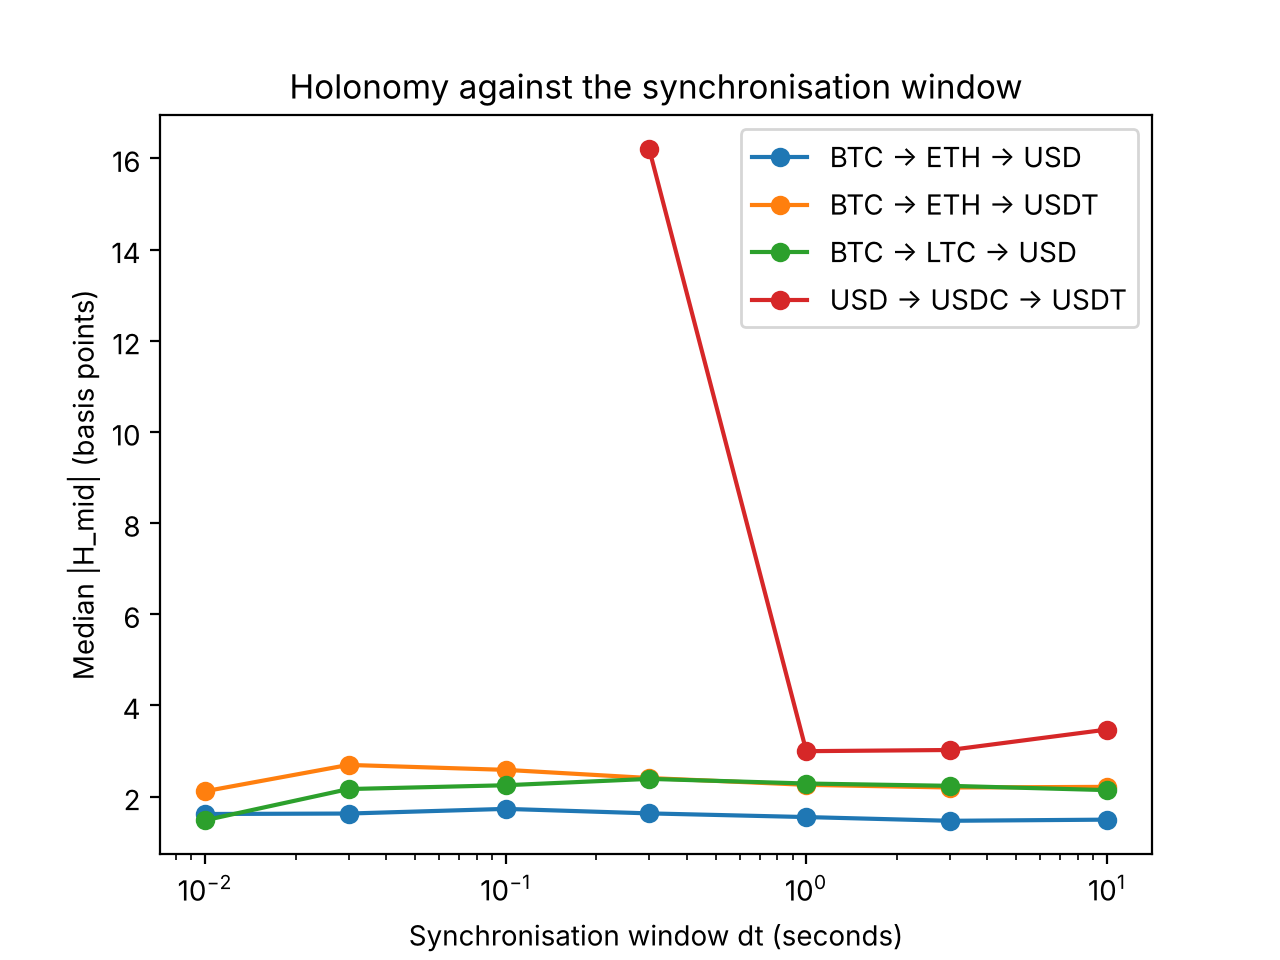 Holonomy against the synchronisation window
BTC → ETH → USD
BTC → ETH → USDT
BTC → LTC → USD
USD → USDC → USDT
Median |H_mid| (basis points)
16
14
12
10
8
6
4
2
10⁻² 10⁻¹ 10⁰ 10¹
Synchronisation window dt (seconds)